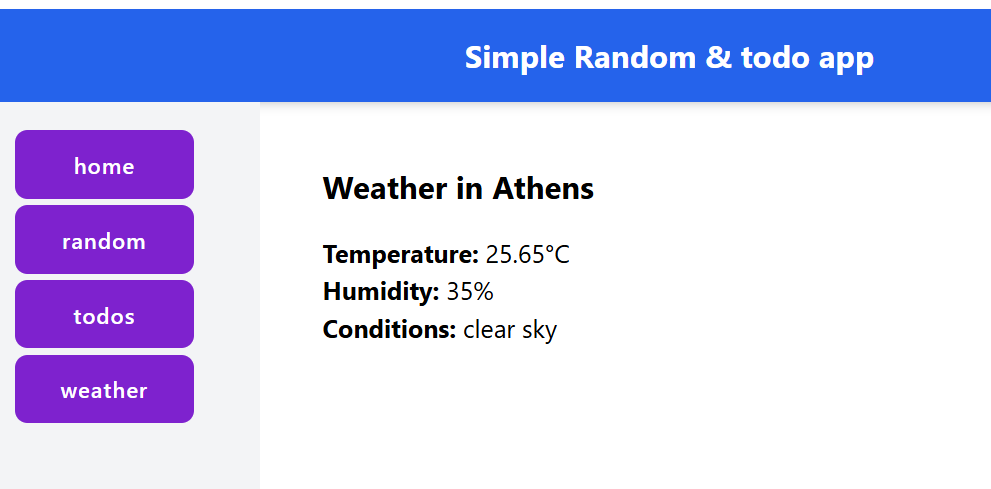 Simple Random & todo app
home
random
todos
weather
Weather in Athens
Temperature: 25.65°C
Humidity: 35%
Conditions: clear sky